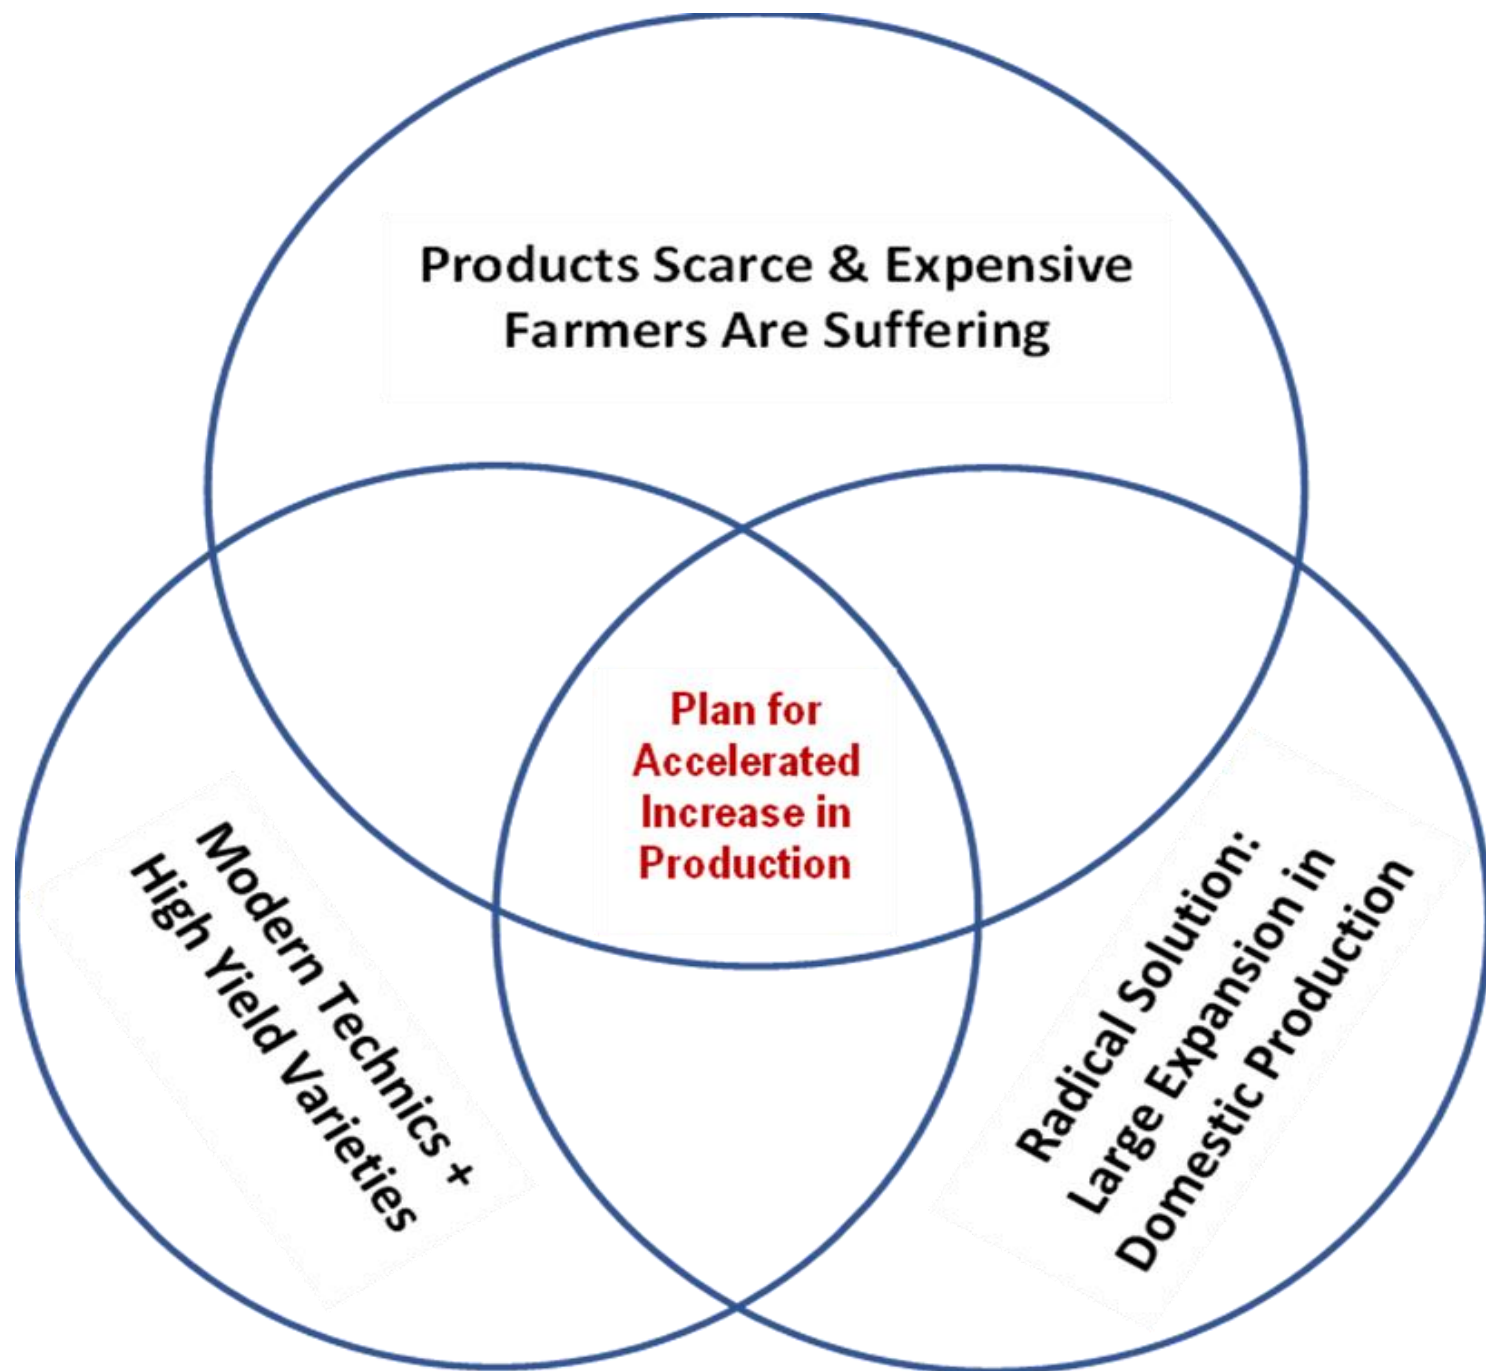 Products Scarce & Expensive
Farmers Are Suffering
Plan for
Accelerated
Increase in
Production
Modern Technics +
High Yield Varieties
Radical Solution:
Large Expansion in
Domestic Production